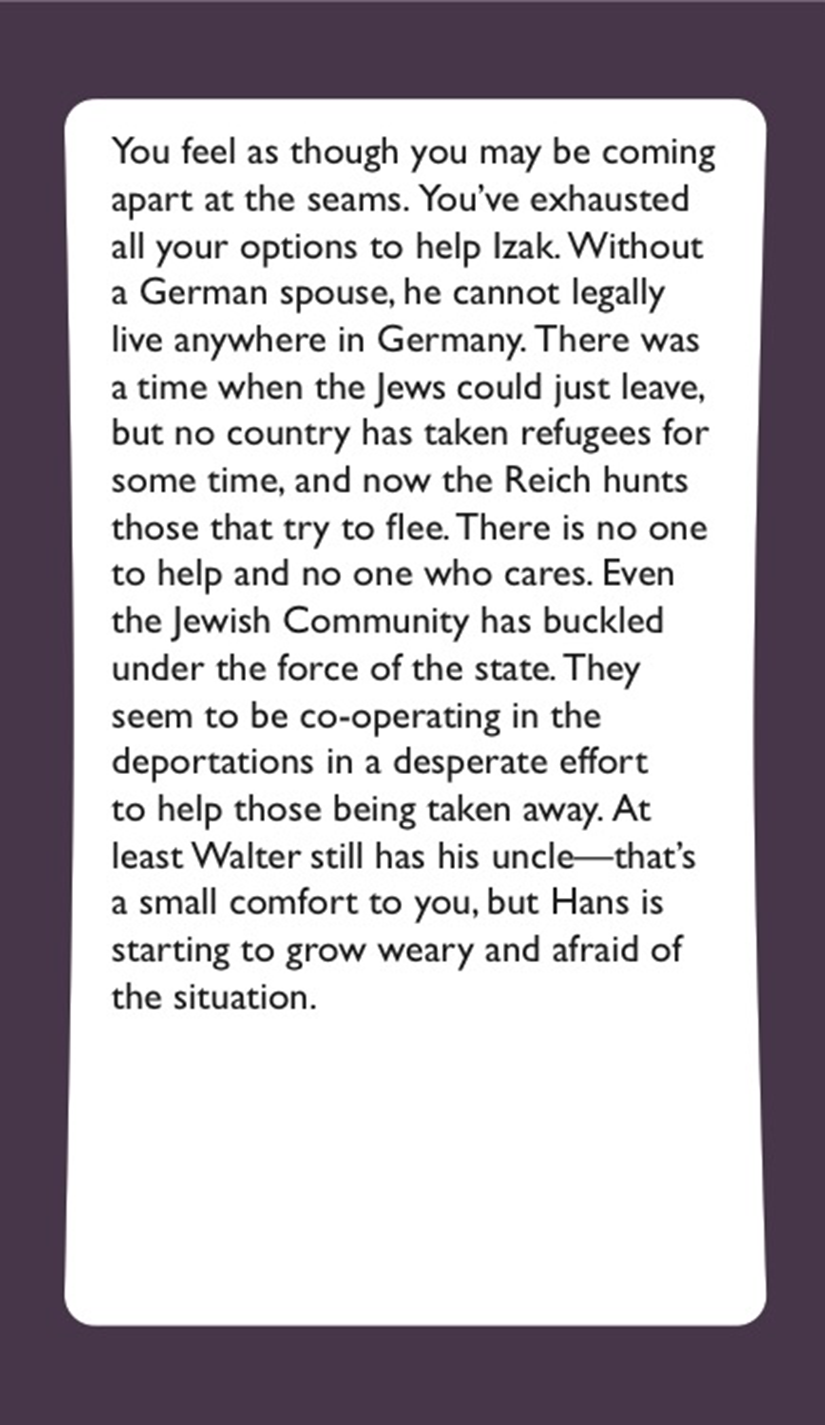 You feel as though you may be coming
apart at the seams. You’ve exhausted
all your options to help Izak. Without
a German spouse, he cannot legally
live anywhere in Germany. There was
a time when the Jews could just leave,
but no country has taken refugees for
some time, and now the Reich hunts
those that try to flee. There is no one
to help and no one who cares. Even
the Jewish Community has buckled
under the force of the state. They
seem to be co-operating in the
deportations in a desperate effort
to help those being taken away. At
least Walter still has his uncle—that’s
a small comfort to you, but Hans is
starting to grow weary and afraid of
the situation.